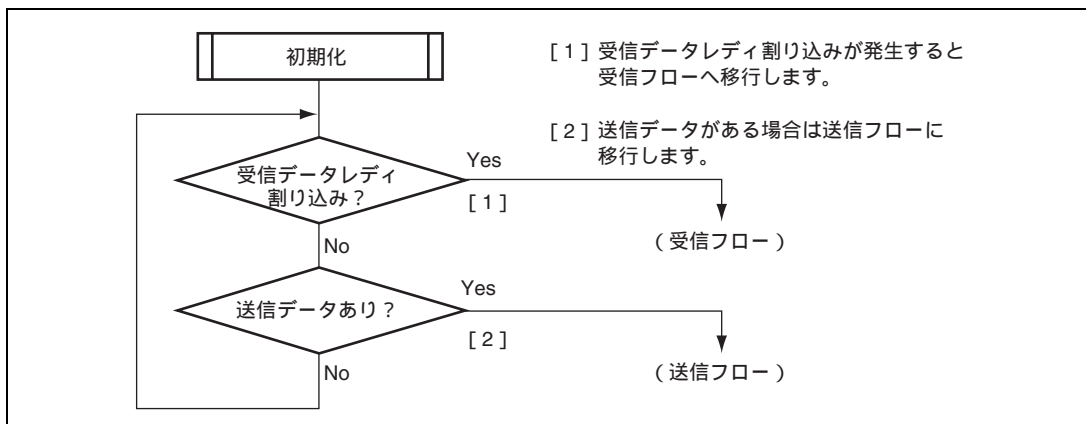 初期化
[ 1 ] 受信データレディ割り込みが発生すると
受信フローへ移行します。
[ 2 ] 送信データがある場合は送信フローに
移行します。
受信データレディ
割り込み?
Yes
[ 1 ]
(受信フロー)
No
送信データあり?
Yes
[ 2 ]
(送信フロー)
No